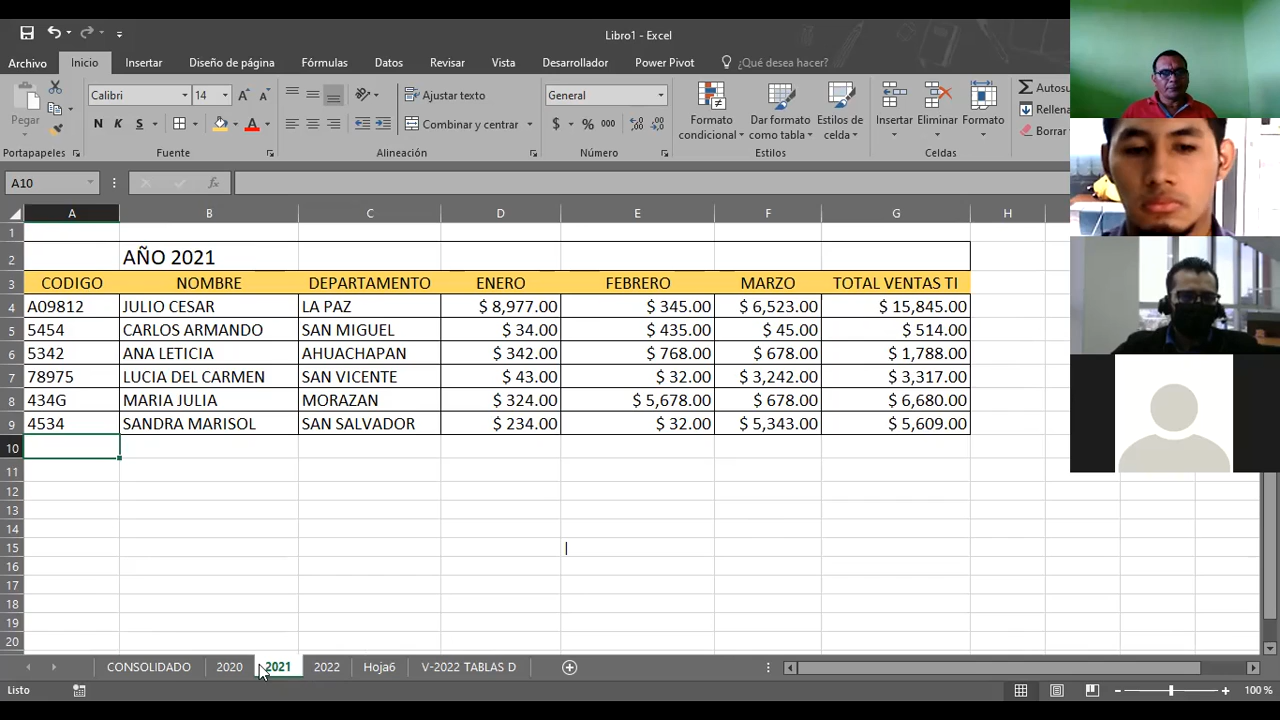 Libro1 - Excel
Archivo Inicio Insertar Diseño de página Fórmulas Datos Revisar Vista Desarrollador Power Pivot ¿Qué desea hacer?
Calibri 14 Ajustar texto General Autosu
Pegar N K S Combinar y centrar $ % 000 Formato condicional Dar formato como tabla Estilos de celda Insertar Eliminar Formato Rellena
Borrar
Portapapeles Fuente Alineación Número Estilos Celdas
A10 fx
A B C D E F G H
1
2 AÑO 2021
3 CODIGO NOMBRE DEPARTAMENTO ENERO FEBRERO MARZO TOTAL VENTAS TI
4 A09812 JULIO CESAR LA PAZ $ 8,977.00 $ 345.00 $ 6,523.00 $ 15,845.00
5 5454 CARLOS ARMANDO SAN MIGUEL $ 34.00 $ 435.00 $ 45.00 $ 514.00
6 5342 ANA LETICIA AHUACHAPAN $ 342.00 $ 768.00 $ 678.00 $ 1,788.00
7 78975 LUCIA DEL CARMEN SAN VICENTE $ 43.00 $ 32.00 $ 3,242.00 $ 3,317.00
8 434G MARIA JULIA MORAZAN $ 324.00 $ 5,678.00 $ 678.00 $ 6,680.00
9 4534 SANDRA MARISOL SAN SALVADOR $ 234.00 $ 32.00 $ 5,343.00 $ 5,609.00
10
11
12
13
14
15
16
17
18
19
20
CONSOLIDADO 2020 2021 2022 Hoja6 V-2022 TABLAS D
Listo 100 %